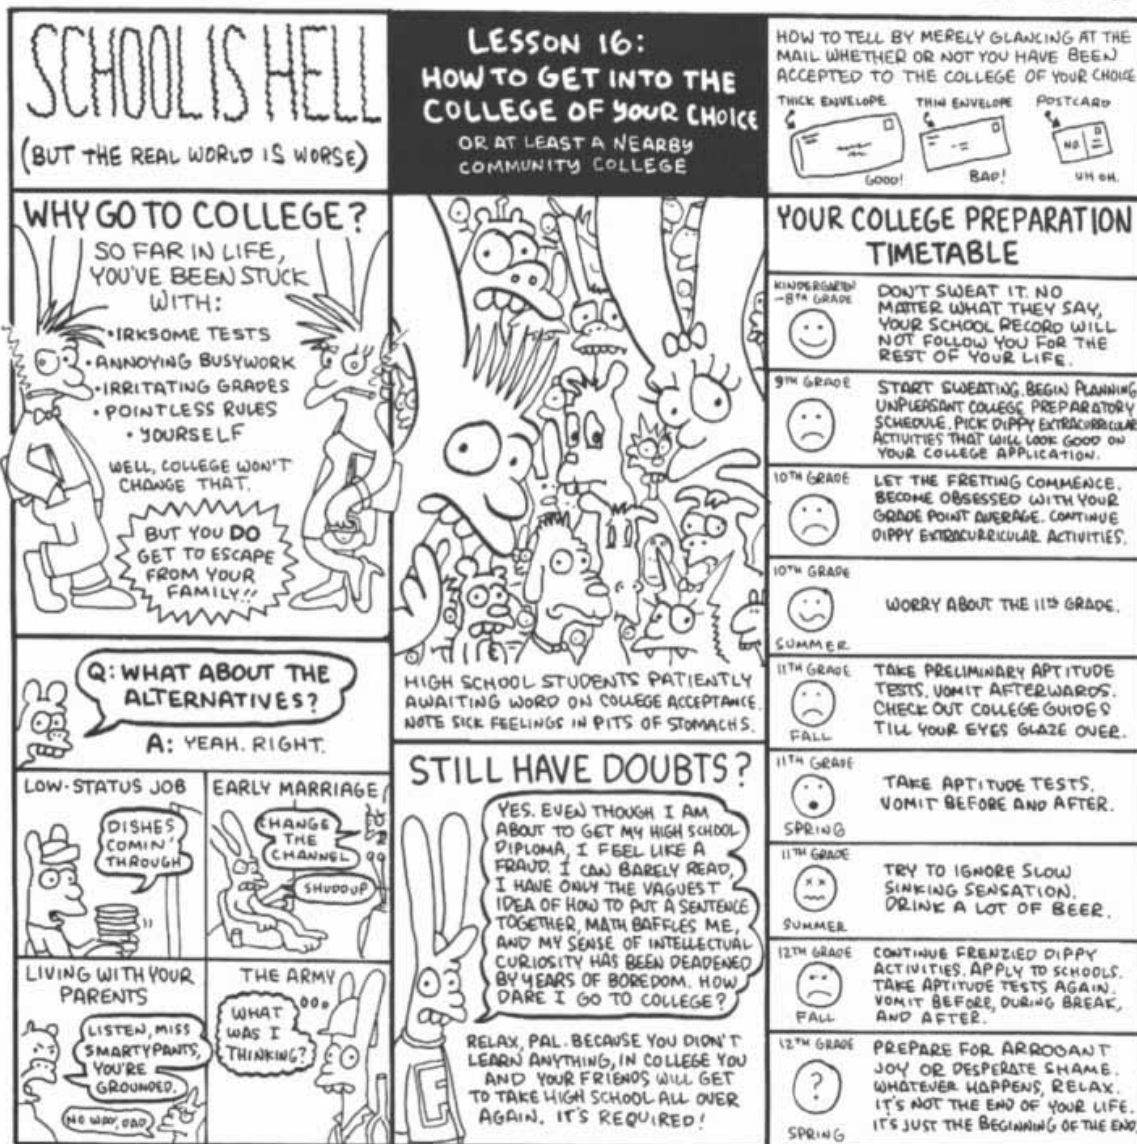 SCHOOL IS HELL
(BUT THE REAL WORLD IS WORSE)
LESSON 16:
HOW TO GET INTO THE
COLLEGE OF YOUR CHOICE
OR AT LEAST A NEARBY
COMMUNITY COLLEGE
HOW TO TELL BY MERELY GLANCING AT THE
MAIL WHETHER OR NOT YOU HAVE BEEN
ACCEPTED TO THE COLLEGE OF YOUR CHOICE
THICK ENVELOPE
GOOD!
THIN ENVELOPE
BAD!
POSTCARD
NO
UH OH.
WHY GO TO COLLEGE?
SO FAR IN LIFE,
YOU'VE BEEN STUCK
WITH:
• IRKSOME TESTS
• ANNOYING BUSYWORK
• IRRITATING GRADES
• POINTLESS RULES
• YOURSELF
WELL, COLLEGE WON'T
CHANGE THAT.
BUT YOU DO
GET TO ESCAPE
FROM YOUR
FAMILY!!
Q: WHAT ABOUT THE
ALTERNATIVES?
A: YEAH. RIGHT.
LOW-STATUS JOB
DISHES
COMIN'
THROUGH
EARLY MARRIAGE
CHANGE
THE
CHANNEL
SHUDDUP
LIVING WITH YOUR
PARENTS
LISTEN, MISS
SMARTYPANTS,
YOU'RE
GROUNDED.
NO WAY, DAD
THE ARMY
WHAT
WAS I
THINKING?
HIGH SCHOOL STUDENTS PATIENTLY
AWAITING WORD ON COLLEGE ACCEPTANCE.
NOTE SICK FEELINGS IN PITS OF STOMACHS.
STILL HAVE DOUBTS?
YES. EVEN THOUGH I AM
ABOUT TO GET MY HIGH SCHOOL
DIPLOMA, I FEEL LIKE A
FRAUD. I CAN BARELY READ,
I HAVE ONLY THE VAGUEST
IDEA OF HOW TO PUT A SENTENCE
TOGETHER, MATH BAFFLES ME,
AND MY SENSE OF INTELLECTUAL
CURIOSITY HAS BEEN DEADENED
BY YEARS OF BOREDOM. HOW
DARE I GO TO COLLEGE?
E
RELAX, PAL. BECAUSE YOU DIDN'T
LEARN ANYTHING, IN COLLEGE YOU
AND YOUR FRIENDS WILL GET
TO TAKE HIGH SCHOOL ALL OVER
AGAIN. IT'S REQUIRED!
YOUR COLLEGE PREPARATION
TIMETABLE
KINDERGARTEN
-8TH GRADE
DON'T SWEAT IT. NO
MATTER WHAT THEY SAY,
YOUR SCHOOL RECORD WILL
NOT FOLLOW YOU FOR THE
REST OF YOUR LIFE.
9TH GRADE
START SWEATING. BEGIN PLANNING
UNPLEASANT COLLEGE PREPARATORY
SCHEDULE. PICK DIPPY EXTRACURRICULAR
ACTIVITIES THAT WILL LOOK GOOD ON
YOUR COLLEGE APPLICATION.
10TH GRADE
LET THE FRETTING COMMENCE.
BECOME OBSESSED WITH YOUR
GRADE POINT AVERAGE. CONTINUE
DIPPY EXTRACURRICULAR ACTIVITIES.
10TH GRADE
SUMMER
WORRY ABOUT THE 11TH GRADE.
11TH GRADE
FALL
TAKE PRELIMINARY APTITUDE
TESTS. VOMIT AFTERWARDS.
CHECK OUT COLLEGE GUIDES
TILL YOUR EYES GLAZE OVER.
11TH GRADE
SPRING
TAKE APTITUDE TESTS.
VOMIT BEFORE AND AFTER.
11TH GRADE
SUMMER
TRY TO IGNORE SLOW
SINKING SENSATION.
DRINK A LOT OF BEER.
12TH GRADE
FALL
CONTINUE FRENZIED DIPPY
ACTIVITIES. APPLY TO SCHOOLS.
TAKE APTITUDE TESTS AGAIN.
VOMIT BEFORE, DURING BREAK,
AND AFTER.
12TH GRADE
?
SPRING
PREPARE FOR ARROGANT
JOY OR DESPERATE SHAME.
WHATEVER HAPPENS, RELAX.
IT'S NOT THE END OF YOUR LIFE.
IT'S JUST THE BEGINNING OF THE END.